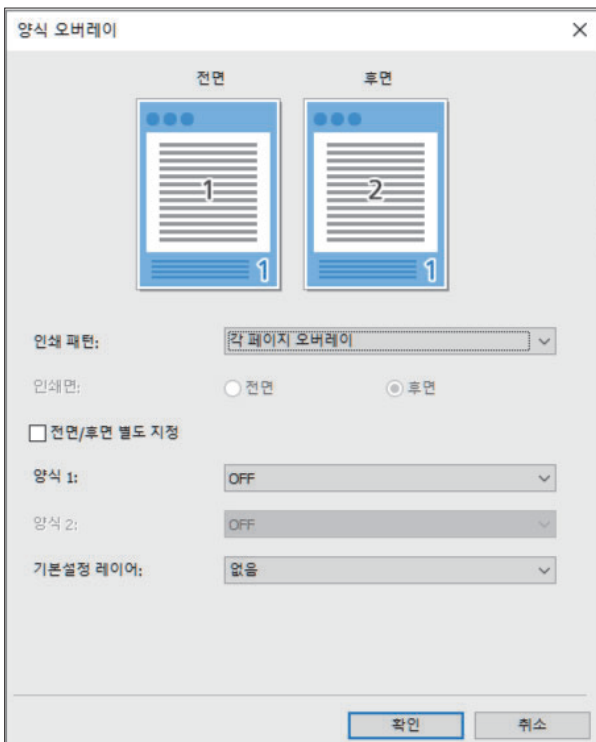 양식 오버레이
전면 후면
1 2
1 1
인쇄 패턴: 각 페이지 오버레이
인쇄면: 전면 후면
전면/후면 별도 지정
양식 1: OFF
양식 2: OFF
기본설정 레이어: 없음
확인 취소